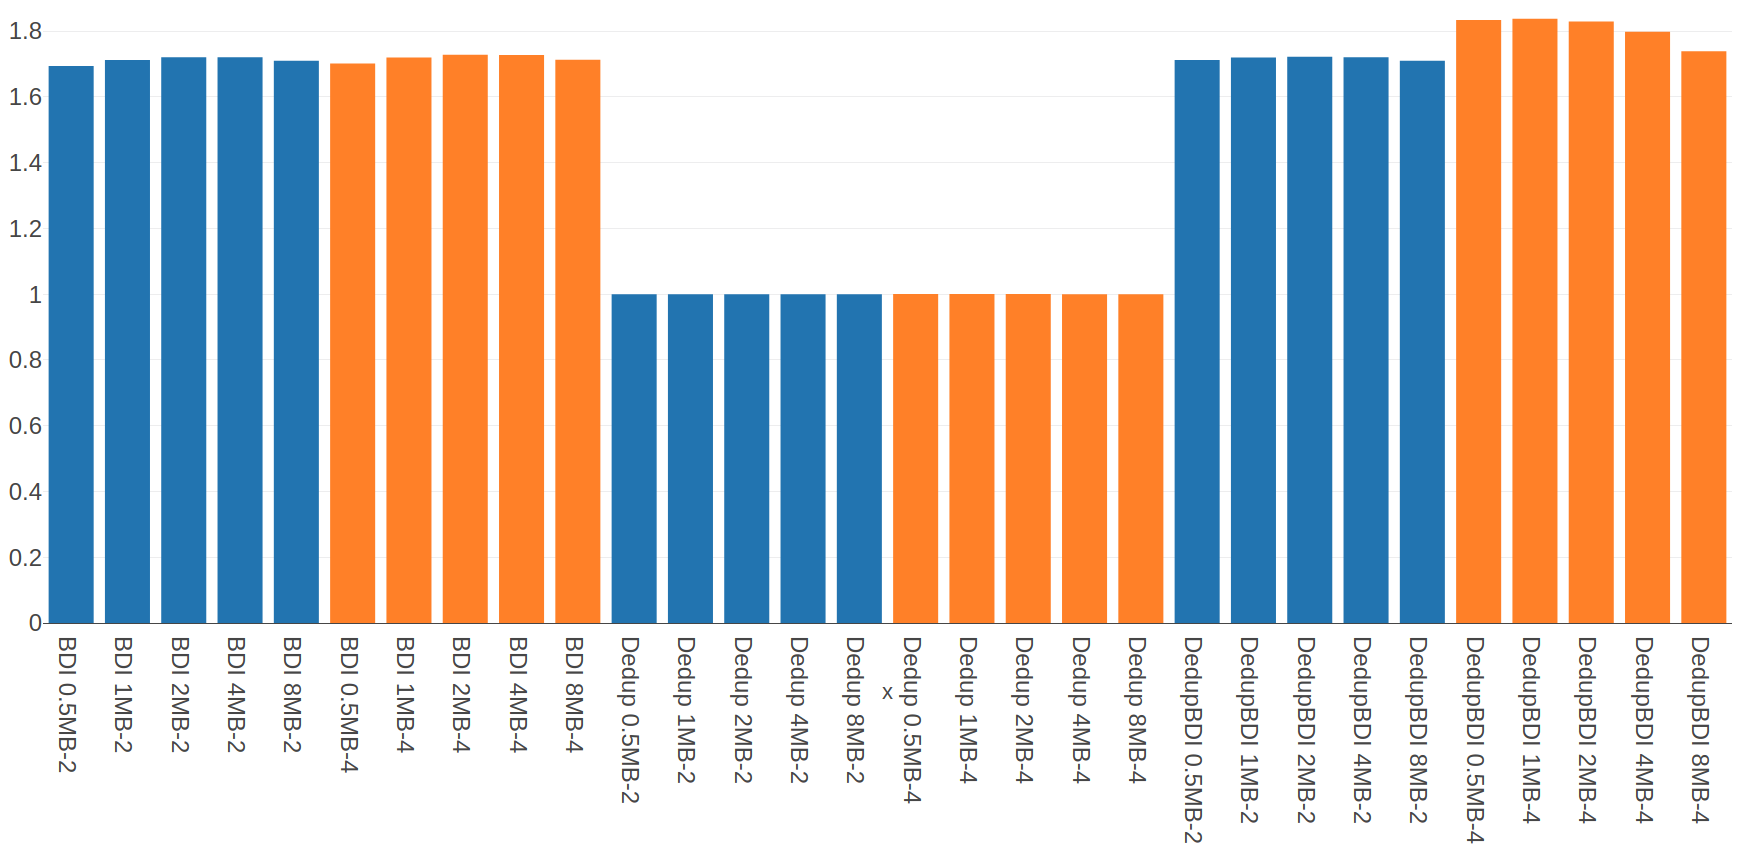 1.8
1.6
1.4
1.2
1
0.8
0.6
0.4
0.2
0
BDI 0.5MB-2
BDI 1MB-2
BDI 2MB-2
BDI 4MB-2
BDI 8MB-2
BDI 0.5MB-4
BDI 1MB-4
BDI 2MB-4
BDI 4MB-4
BDI 8MB-4
Dedup 0.5MB-2
Dedup 1MB-2
Dedup 2MB-2
Dedup 4MB-2
Dedup 8MB-2
Dedup 0.5MB-4
Dedup 1MB-4
Dedup 2MB-4
Dedup 4MB-4
Dedup 8MB-4
DedupBDI 0.5MB-2
DedupBDI 1MB-2
DedupBDI 2MB-2
DedupBDI 4MB-2
DedupBDI 8MB-2
DedupBDI 0.5MB-4
DedupBDI 1MB-4
DedupBDI 2MB-4
DedupBDI 4MB-4
DedupBDI 8MB-4
x